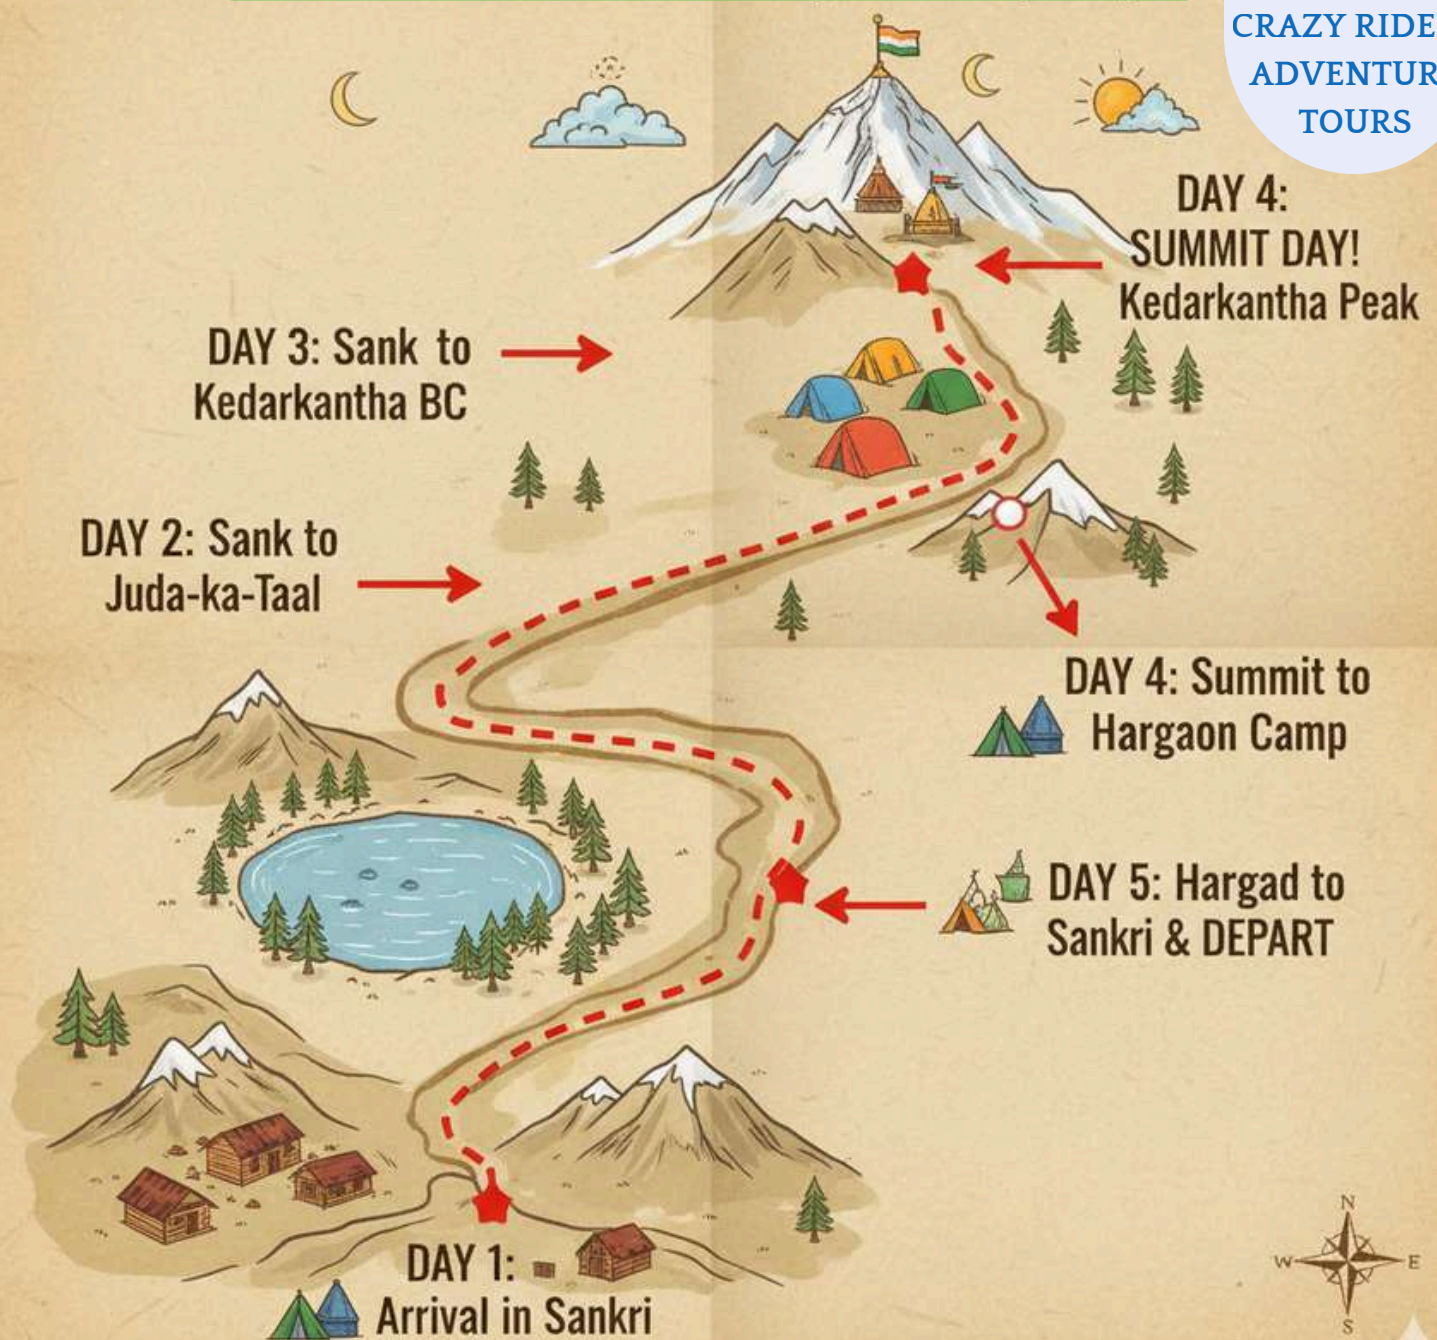 CRAZY RIDE
ADVENTUR
TOURS
DAY 4:
SUMMIT DAY!
Kedarkantha Peak
DAY 3: Sank to
Kedarkantha BC
DAY 2: Sank to
Juda-ka-Taal
DAY 4: Summit to
Hargaon Camp
DAY 5: Hargad to
Sankri & DEPART
DAY 1:
Arrival in Sankri
N
W E
S